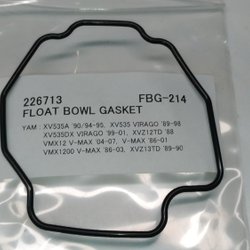 226713 FBG-214
FLOAT BOWL GASKET
YAM : XV535A '90/94-95, XV535 VIRAGO '89-98
XV535DX VIRAGO '99-01, XVZ12TD '88
VMX12 V-MAX '04-07, V-MAX '86-01
VMX1200 V-MAX '86-03, XVZ13TD '89-90